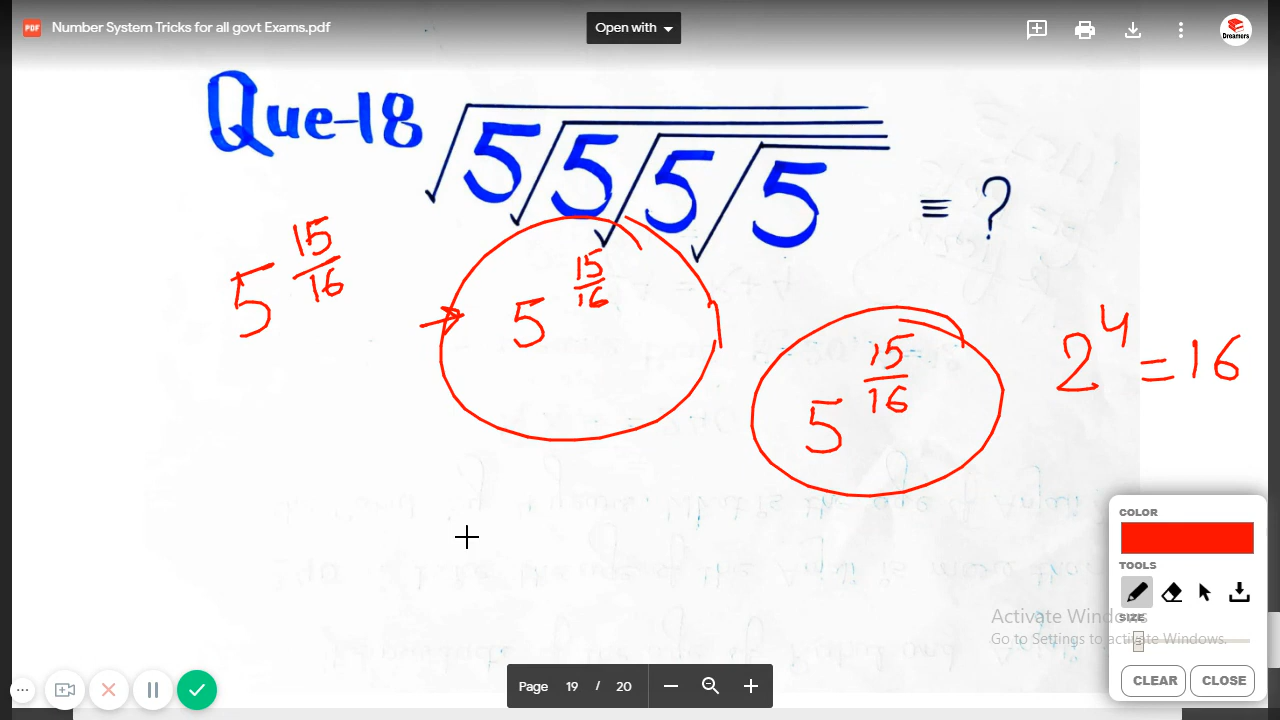 Number System Tricks for all govt Exams.pdf
Open with
Dreamers
Que-18 √5√5√5√5 ≡ ?
5^15/16
→ 5^15/16
5^15/16
2^4 = 16
COLOR
TOOLS
SIZE
Activate Windows
Go to Settings to activate Windows.
CLEAR CLOSE
Page 19 / 20